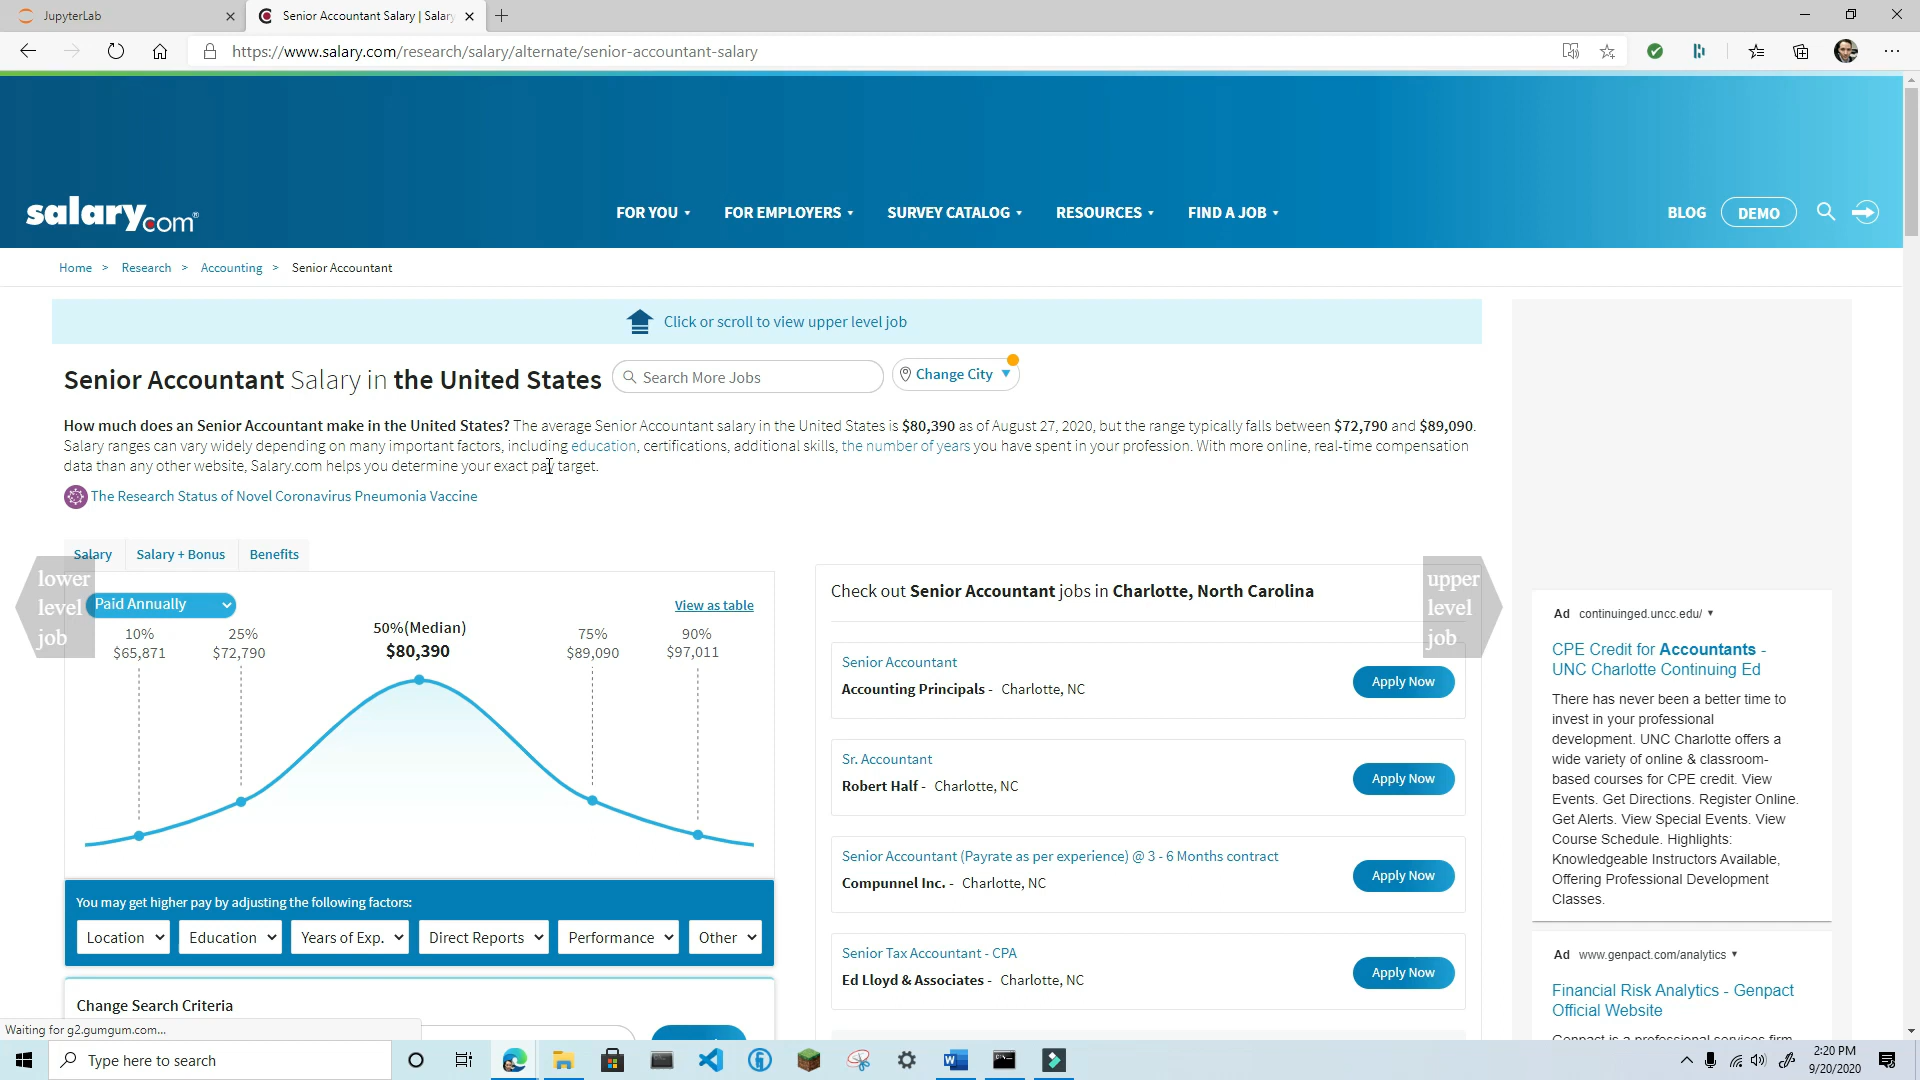 JupyterLab
Senior Accountant Salary | Salary
https://www.salary.com/research/salary/alternate/senior-accountant-salary
salary.com®
FOR YOU
FOR EMPLOYERS
SURVEY CATALOG
RESOURCES
FIND A JOB
BLOG
DEMO
Home > Research > Accounting > Senior Accountant
Click or scroll to view upper level job
Senior Accountant Salary in the United States
Search More Jobs
Change City
How much does an Senior Accountant make in the United States? The average Senior Accountant salary in the United States is $80,390 as of August 27, 2020, but the range typically falls between $72,790 and $89,090.
Salary ranges can vary widely depending on many important factors, including education, certifications, additional skills, the number of years you have spent in your profession. With more online, real-time compensation
data than any other website, Salary.com helps you determine your exact pay target.
The Research Status of Novel Coronavirus Pneumonia Vaccine
Salary
Salary + Bonus
Benefits
lower
level
job
Paid Annually
View as table
10%
$65,871
25%
$72,790
50%(Median)
$80,390
75%
$89,090
90%
$97,011
You may get higher pay by adjusting the following factors:
Location
Education
Years of Exp.
Direct Reports
Performance
Other
Change Search Criteria
Check out Senior Accountant jobs in Charlotte, North Carolina
upper
level
job
Senior Accountant
Accounting Principals - Charlotte, NC
Apply Now
Sr. Accountant
Robert Half - Charlotte, NC
Apply Now
Senior Accountant (Payrate as per experience) @ 3 - 6 Months contract
Compunnel Inc. - Charlotte, NC
Apply Now
Senior Tax Accountant - CPA
Ed Lloyd & Associates - Charlotte, NC
Apply Now
Ad continuinged.uncc.edu/
CPE Credit for Accountants -
UNC Charlotte Continuing Ed
There has never been a better time to
invest in your professional
development. UNC Charlotte offers a
wide variety of online & classroom-
based courses for CPE credit. View
Events. Get Directions. Register Online.
Get Alerts. View Special Events. View
Course Schedule. Highlights:
Knowledgeable Instructors Available,
Offering Professional Development
Classes.
Ad www.genpact.com/analytics
Financial Risk Analytics - Genpact
Official Website
Genpact is a professional services firm
Waiting for g2.gumgum.com...
Type here to search
2:20 PM
9/20/2020